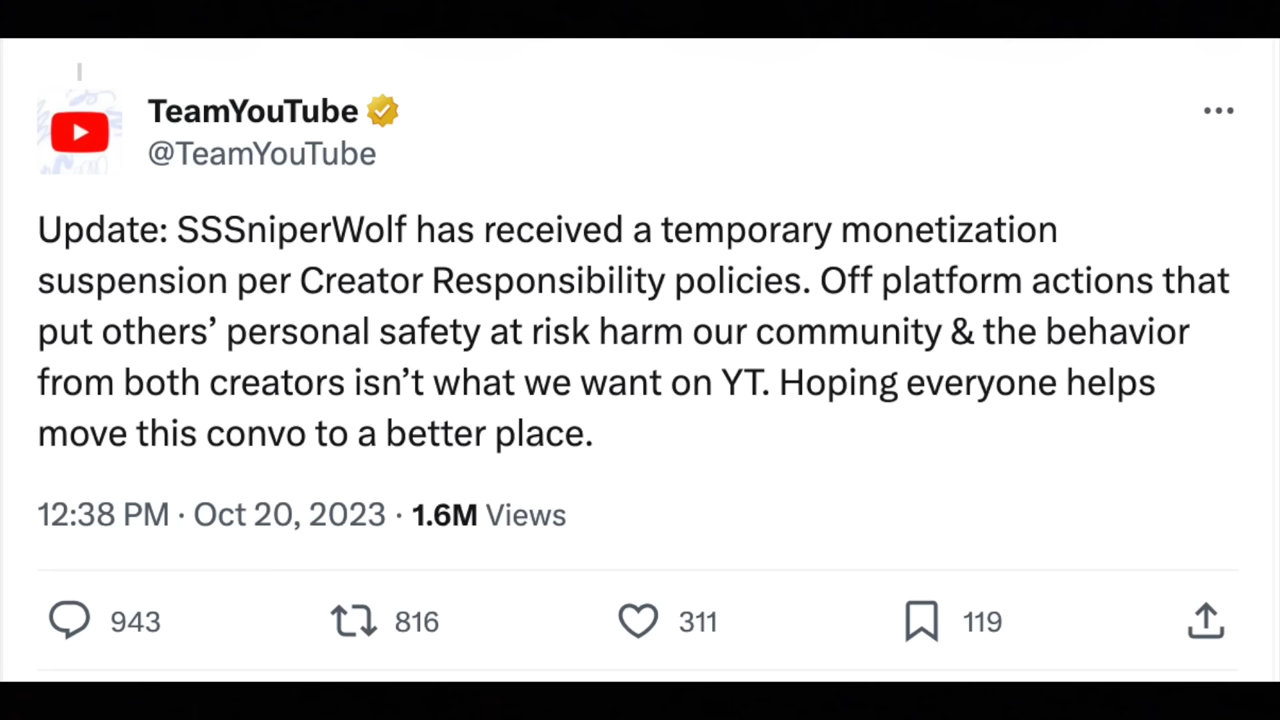 TeamYouTube
@TeamYouTube
Update: SSSniperWolf has received a temporary monetization
suspension per Creator Responsibility policies. Off platform actions that
put others’ personal safety at risk harm our community & the behavior
from both creators isn’t what we want on YT. Hoping everyone helps
move this convo to a better place.
12:38 PM · Oct 20, 2023 · 1.6M Views
943 816 311 119